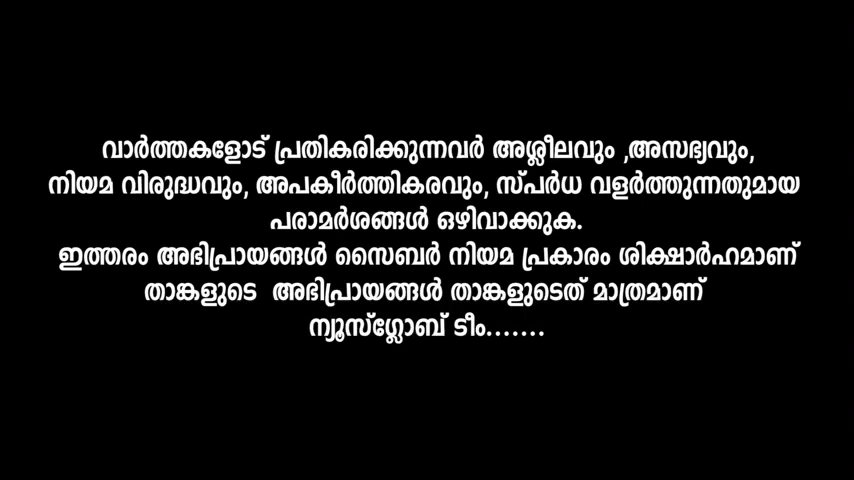 വാർത്തകളോട് പ്രതികരിക്കുന്നവർ അശ്ലീലവും ,അസഭ്യവും,
നിയമ വിരുദ്ധവും, അപകീർത്തികരവും, സ്പർധ വളർത്തുന്നതുമായ
പരാമർശങ്ങൾ ഒഴിവാക്കുക.
ഇത്തരം അഭിപ്രായങ്ങൾ സൈബർ നിയമ പ്രകാരം ശിക്ഷാർഹമാണ്
താങ്കളുടെ അഭിപ്രായങ്ങൾ താങ്കളുടെത് മാത്രമാണ്
ന്യൂസ്ഗ്ലോബ് ടീം.......